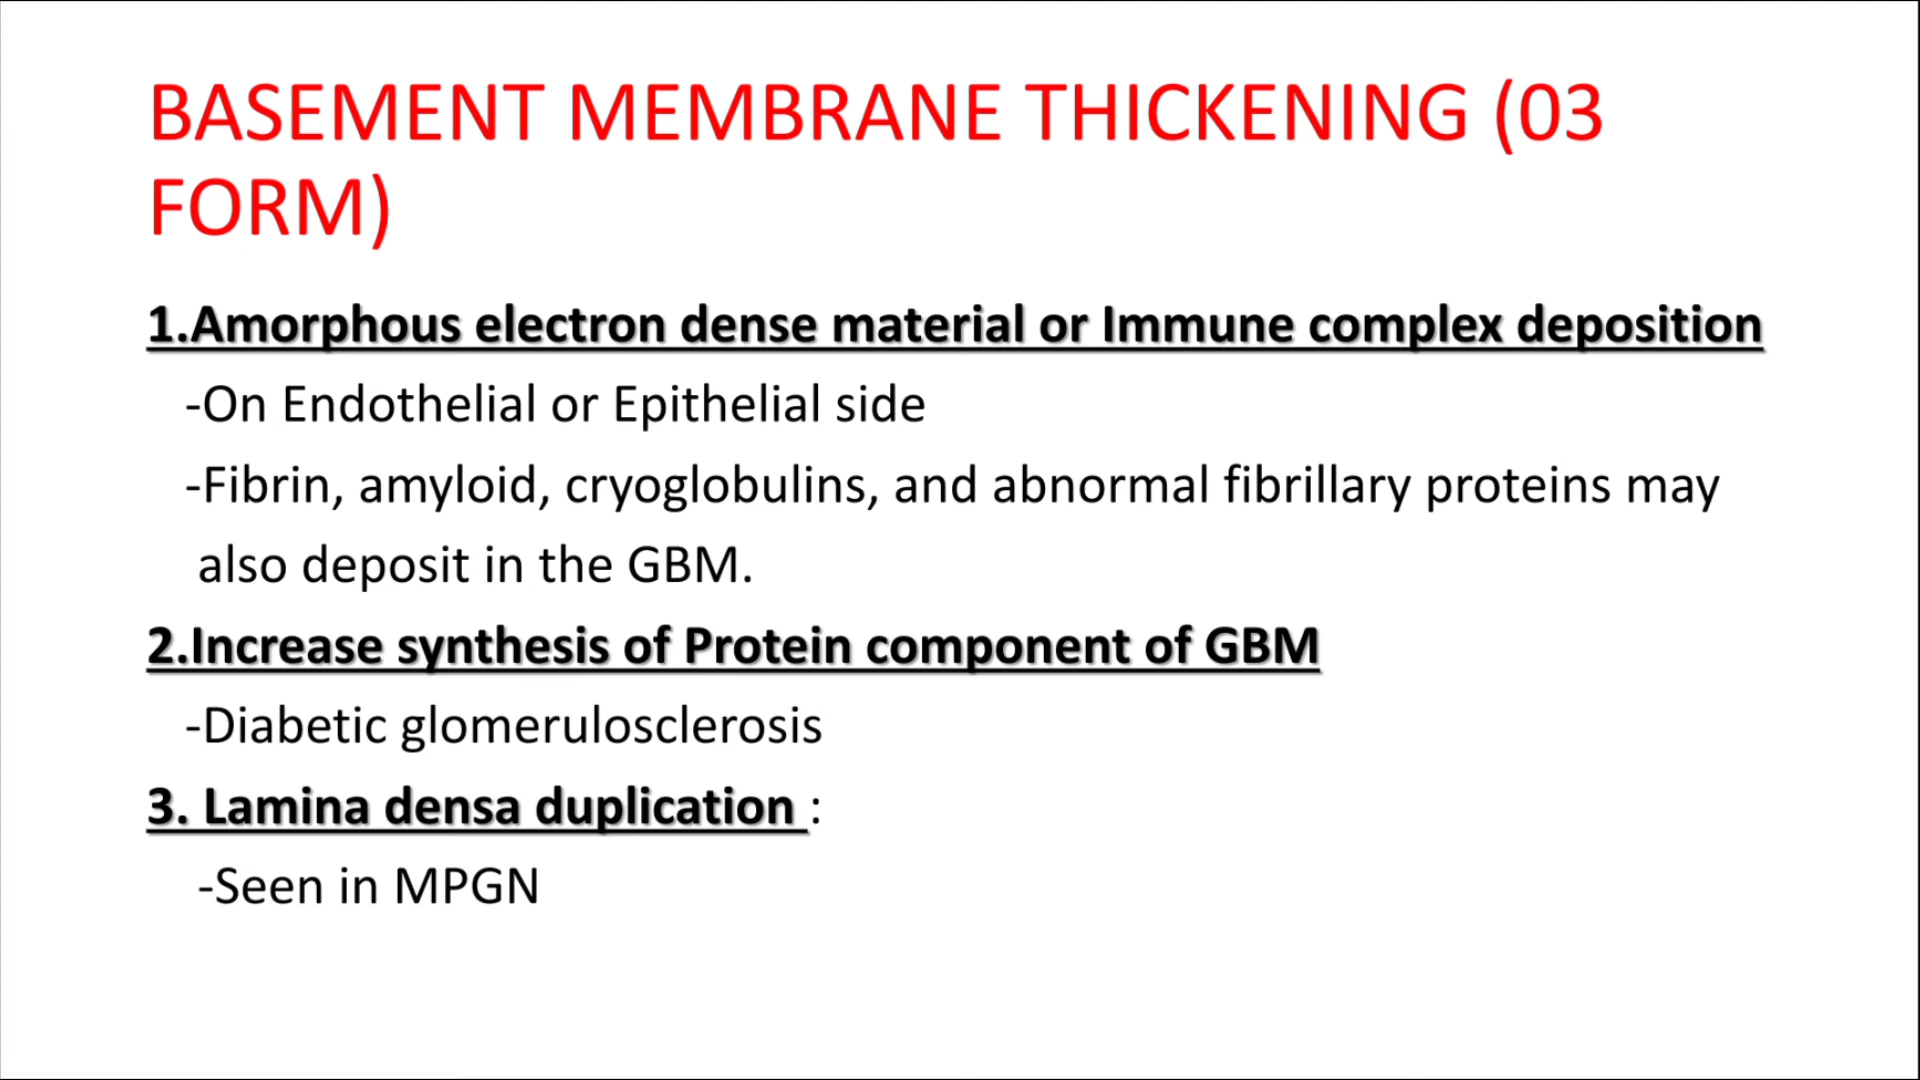 BASEMENT MEMBRANE THICKENING (03
FORM)
1.Amorphous electron dense material or Immune complex deposition
-On Endothelial or Epithelial side
-Fibrin, amyloid, cryoglobulins, and abnormal fibrillary proteins may
also deposit in the GBM.
2.Increase synthesis of Protein component of GBM
-Diabetic glomerulosclerosis
3. Lamina densa duplication :
-Seen in MPGN